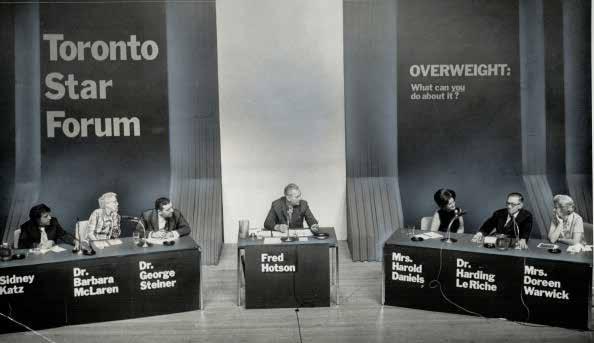 Toronto
Star
Forum
OVERWEIGHT:
What can you
do about it?
Sidney
Katz
Dr.
Barbara
McLaren
Dr.
George
Steiner
Fred
Hotson
Mrs.
Harold
Daniels,
Dr.
Harding
Le Riche
Mrs.
Doreen
Warwick